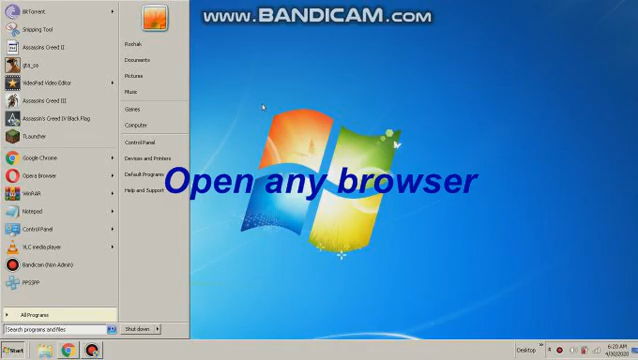 www.BANDICAM.com
BitTorrent
Snipping Tool
Assassins Creed II
gta_sa
VideoPad Video Editor
Assassins Creed III
Assassin's Creed IV Black Flag
TLauncher
Google Chrome
Opera Browser
WinRAR
Notepad
Control Panel
VLC media player
Bandicam (Non-Admin)
PPSSPP
All Programs
Search programs and files
Documents
Pictures
Music
Games
Computer
Control Panel
Devices and Printers
Default Programs
Help and Support
Shut down
Open any browser
Start
Desktop
6:20 AM
4/30/2020